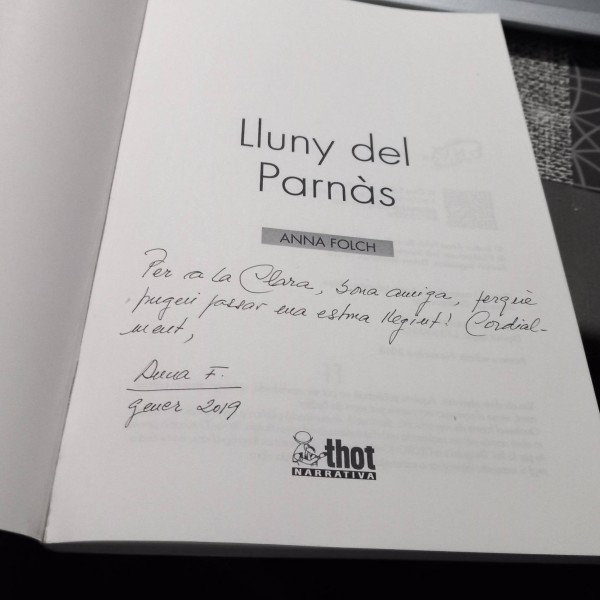 Lluny del
Parnàs
ANNA FOLCH
Per a la Clara, bona amiga, perquè
pugui passar una estona llegint! Cordial-
ment,
Anna F.
gener 2019
thot
NARRATIVA